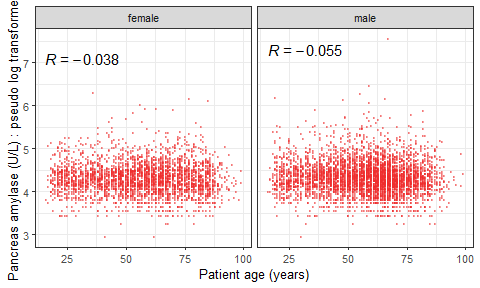 female
male
Pancreas amylase (U/L) : pseudo log transforme
R = −0.038
R = −0.055
7
6
5
4
3
25 50 75 100
25 50 75 100
Patient age (years)